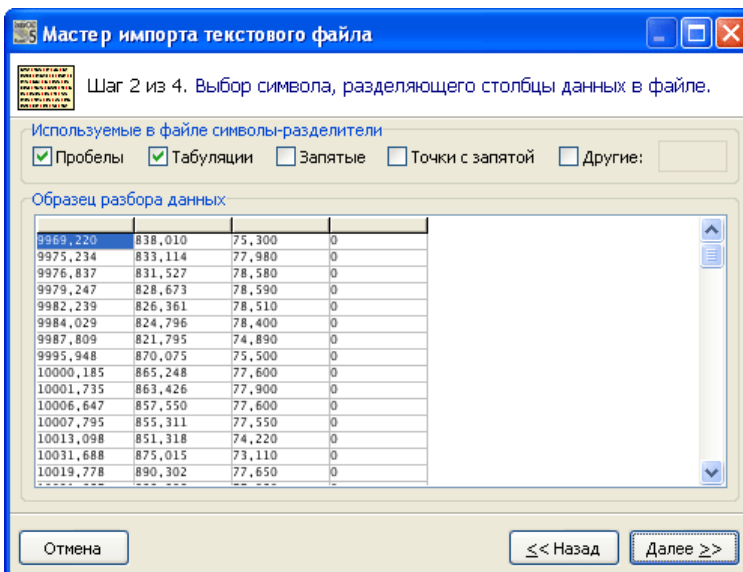 Мастер импорта текстового файла
Шаг 2 из 4. Выбор символа, разделяющего столбцы данных в файле.
Используемые в файле символы-разделители
Пробелы Табуляции Запятые Точки с запятой Другие:
Образец разбора данных
9969,220 838,010 75,300 0
9975,234 833,114 77,980 0
9976,837 831,527 78,580 0
9979,247 828,673 78,590 0
9982,239 826,361 78,510 0
9984,029 824,796 78,400 0
9987,809 821,795 74,890 0
9995,948 870,075 75,500 0
10000,185 865,248 77,600 0
10001,735 863,426 77,900 0
10006,647 857,550 77,600 0
10007,795 855,311 77,550 0
10013,098 851,318 74,220 0
10031,688 875,015 73,110 0
10019,778 890,302 77,650 0
Отмена << Назад Далее >>